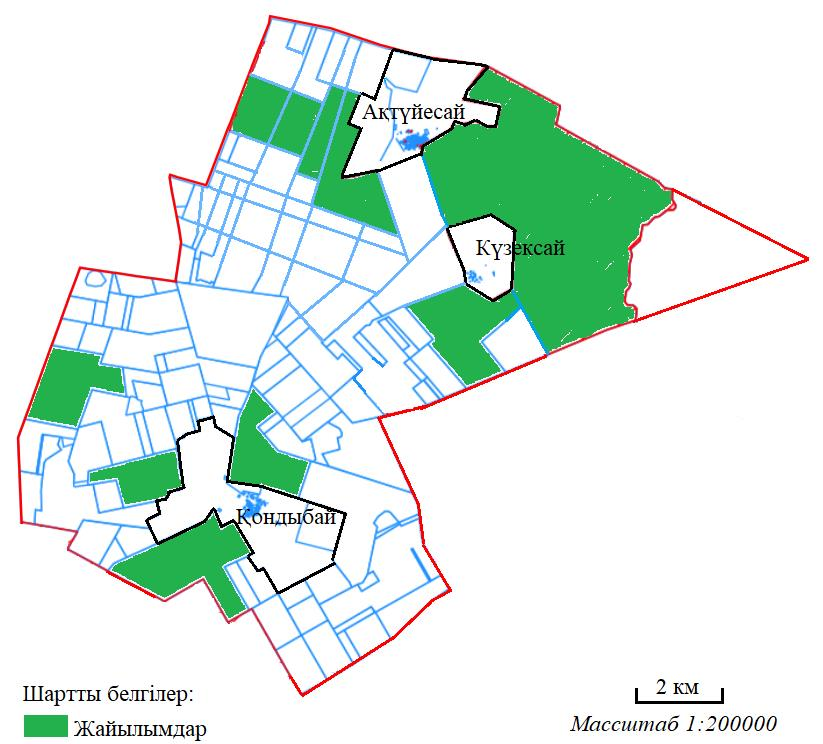 Ақтүйесай
Күзексай
Қондыбай
Шартты белгілер:
Жайылымдар
2 км
Масштаб 1:200000